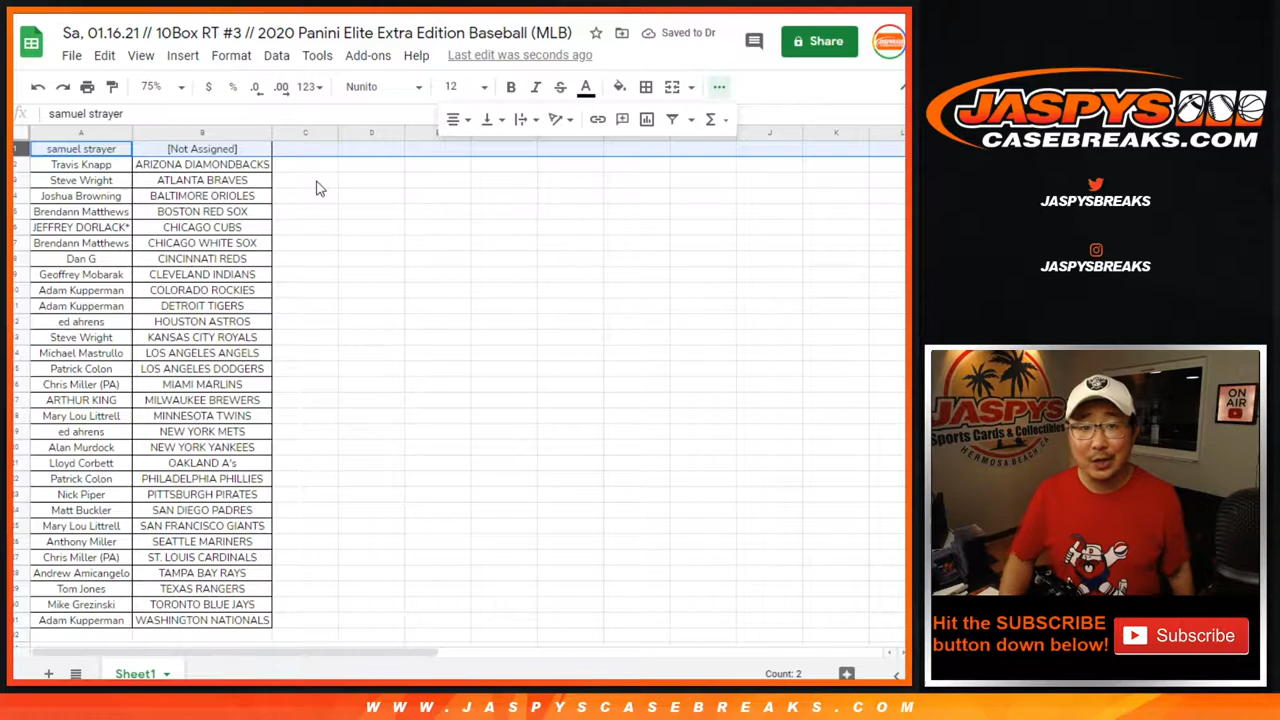 Sa, 01.16.21 // 10Box RT #3 // 2020 Panini Elite Extra Edition Baseball (MLB)
Saved to Dr
Share
File Edit View Insert Format Data Tools Add-ons Help Last edit was seconds ago
75% $ % .0 .00 123 Nunito 12 B I S A
fx samuel strayer
A B C D E F G H I J K L
samuel strayer [Not Assigned]
Travis Knapp ARIZONA DIAMONDBACKS
Steve Wright ATLANTA BRAVES
Joshua Browning BALTIMORE ORIOLES
Brendann Matthews BOSTON RED SOX
JEFFREY DORLACK* CHICAGO CUBS
Brendann Matthews CHICAGO WHITE SOX
Dan G CINCINNATI REDS
Geoffrey Mobarak CLEVELAND INDIANS
Adam Kupperman COLORADO ROCKIES
Adam Kupperman DETROIT TIGERS
ed ahrens HOUSTON ASTROS
Steve Wright KANSAS CITY ROYALS
Michael Mastrullo LOS ANGELES ANGELS
Patrick Colon LOS ANGELES DODGERS
Chris Miller (PA) MIAMI MARLINS
ARTHUR KING MILWAUKEE BREWERS
Mary Lou Littrell MINNESOTA TWINS
ed ahrens NEW YORK METS
Alan Murdock NEW YORK YANKEES
Lloyd Corbett OAKLAND A's
Patrick Colon PHILADELPHIA PHILLIES
Nick Piper PITTSBURGH PIRATES
Matt Buckler SAN DIEGO PADRES
Mary Lou Littrell SAN FRANCISCO GIANTS
Anthony Miller SEATTLE MARINERS
Chris Miller (PA) ST. LOUIS CARDINALS
Andrew Amicangelo TAMPA BAY RAYS
Tom Jones TEXAS RANGERS
Mike Grezinski TORONTO BLUE JAYS
Adam Kupperman WASHINGTON NATIONALS
Sheet1
Count: 2
JASPYS
CASEBREAKS.COM
JASPYSBREAKS
JASPYSBREAKS
JASPYS
Sports Cards & Collectibles
HERMOSA BEACH, CA
ON AIR
Hit the SUBSCRIBE
button down below!
Subscribe
WWW.JASPYSCASEBREAKS.COM